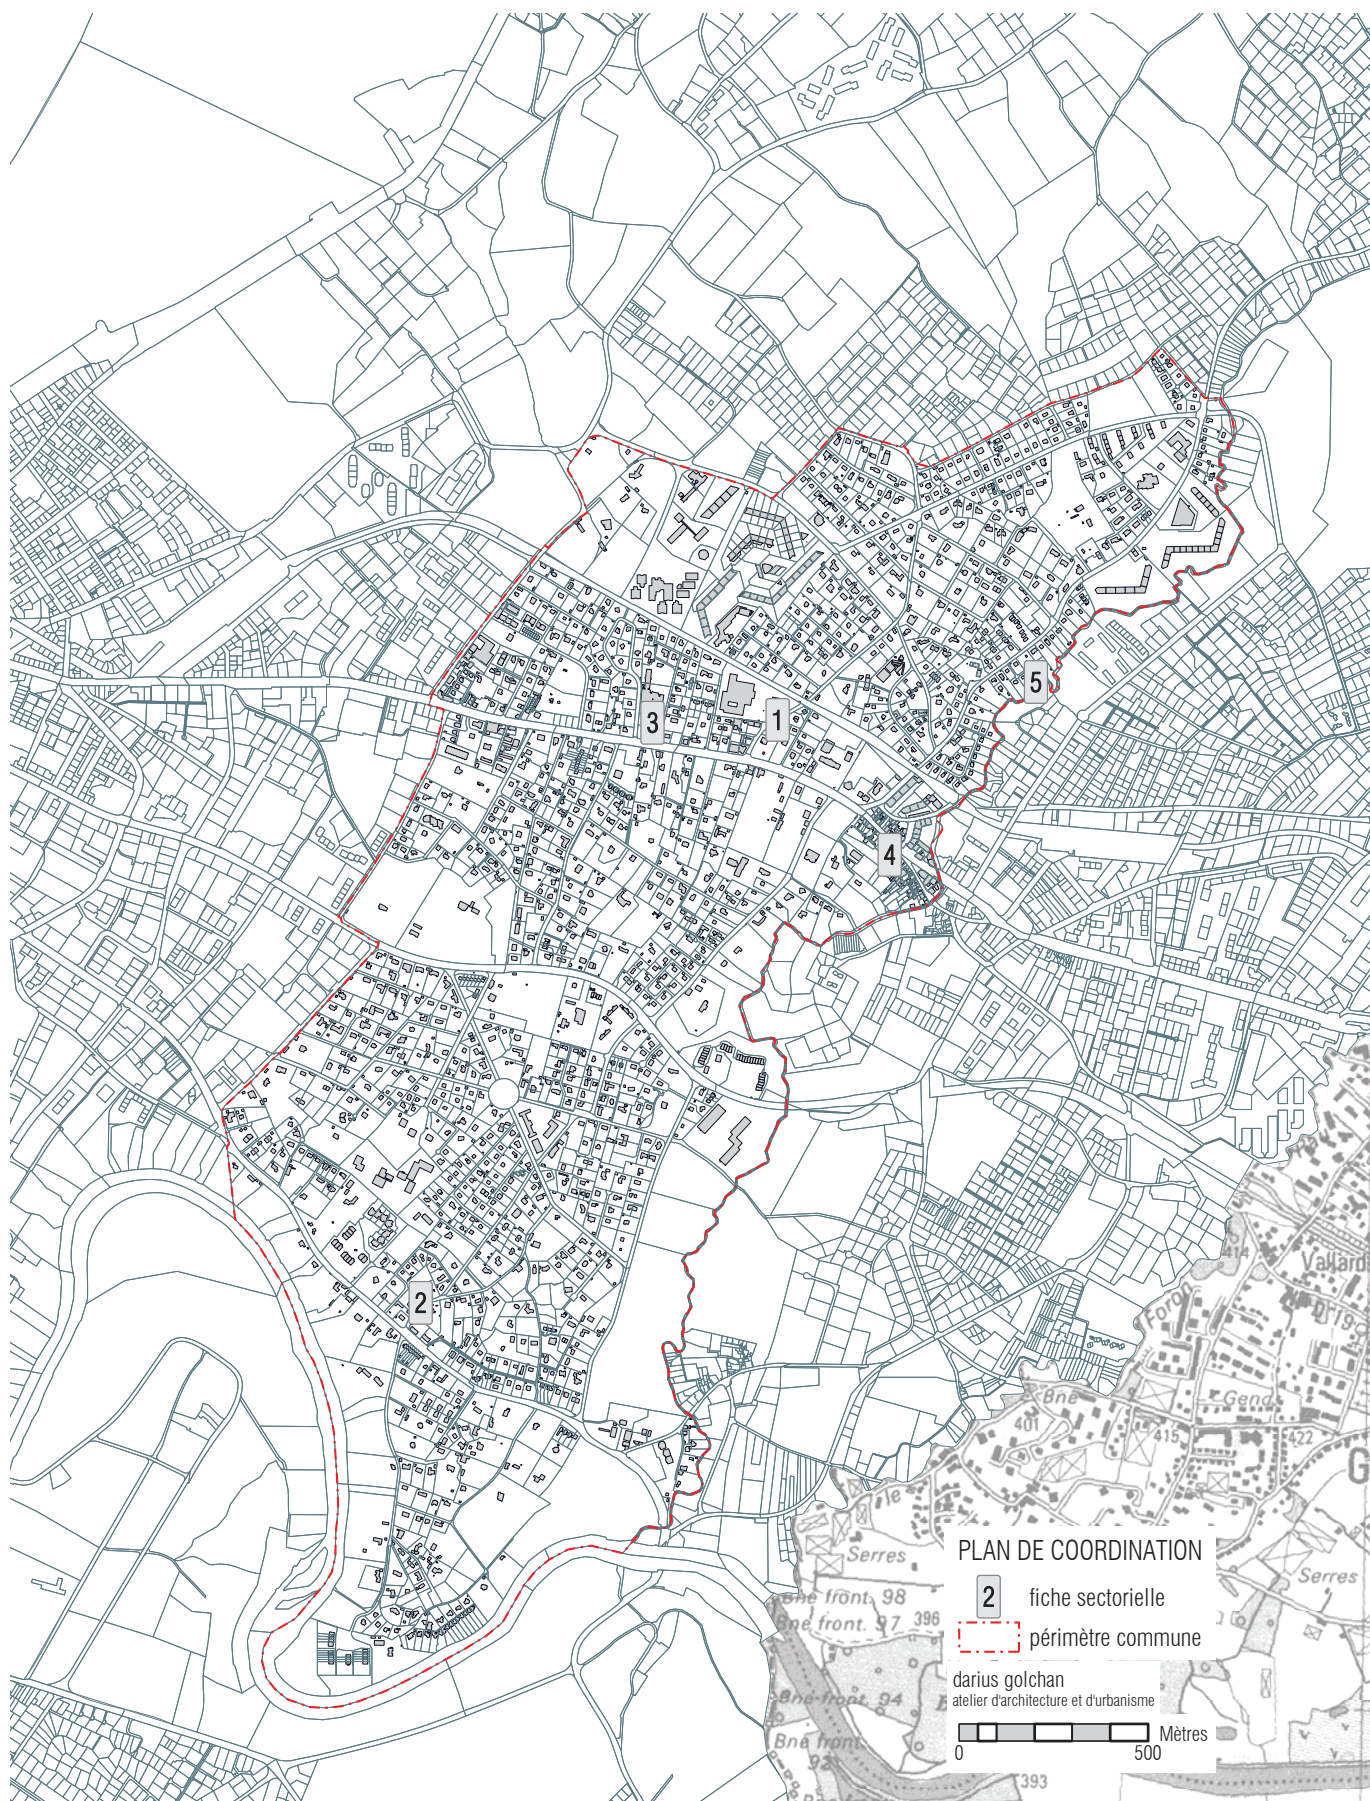 5
3
1
4
2
414
Vallard
Foron
Bne
Gend
401
415
422
G
le
Serres
Serres
Bne front. 98
Bne front. 97
396
Bne front. 94
Bne front.
393
PLAN DE COORDINATION
2 fiche sectorielle
périmètre commune
darius golchan
atelier d'architecture et d'urbanisme
Mètres
0 500